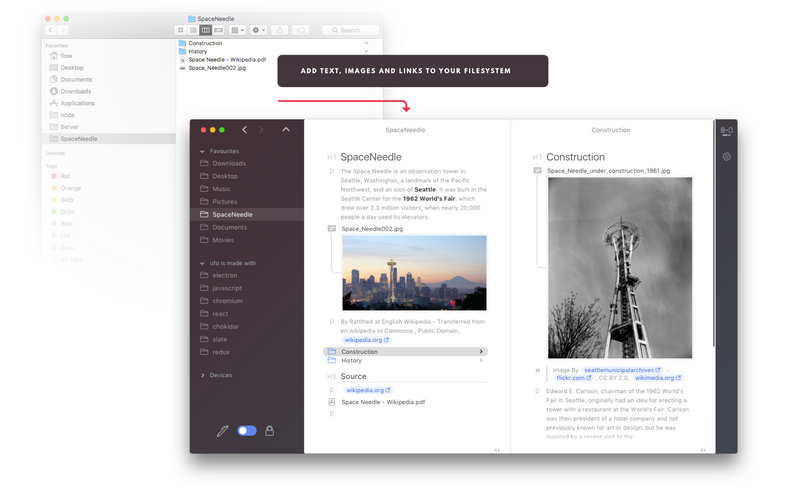 SpaceNeedle
Search
Favorites
flow
Desktop
Documents
Downloads
Applications
node
Server
SpaceNeedle
Devices
Tags
Rot
Orange
Gelb
Grün
Blau
Lila
Grau
All Tags...
Construction
History
Space Needle - Wikipedia.pdf
Space_Needle002.jpg
ADD TEXT, IMAGES AND LINKS TO YOUR FILESYSTEM
Favourites
Downloads
Desktop
Music
Pictures
SpaceNeedle
Documents
Movies
ufo is made with
electron
javascript
chromium
react
chokidar
slate
redux
Devices
SpaceNeedle
H1 SpaceNeedle
P The Space Needle is an observation tower in
Seattle, Washington, a landmark of the Pacific
Northwest, and an icon of Seattle. It was built in the
Seattle Center for the 1962 World's Fair, which
drew over 2.3 million visitors, when nearly 20,000
people a day used its elevators.
Space_Needle002.jpg
P By Rattlhed at English Wikipedia - Transferred from
en.wikipedia to Commons., Public Domain,
wikipedia.org
Construction
History
H2 Source
P wikipedia.org
Space Needle - Wikipedia.pdf
P
Construction
H1 Construction
Space_Needle_under_construction_1961.jpg
Image By seattlemunicipalarchives -
flickr.com , CC BY 2.0, wikimedia.org
P Edward E. Carlson, chairman of the 1962 World's
Fair in Seattle, originally had an idea for erecting a
tower with a restaurant at the World's Fair. Carlson
was then president of a hotel company and not
previously known for art or design, but he was
inspired by a recent visit to the